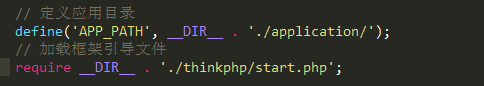 // 定义应用目录
define('APP_PATH', __DIR__ . './application/');
// 加载框架引导文件
require __DIR__ . './thinkphp/start.php';